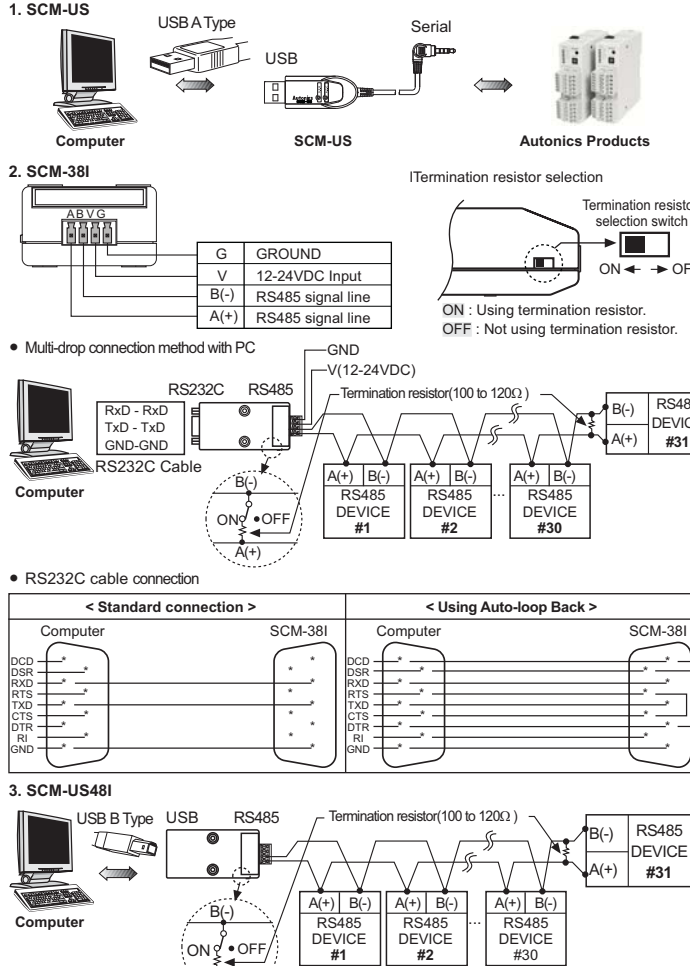 1. SCM-US
USB A Type
USB
Serial
Autonics
Computer
SCM-US
Autonics Products
2. SCM-38I
A B V G
G GROUND
V 12-24VDC Input
B(-) RS485 signal line
A(+) RS485 signal line
lTermination resistor selection
Termination resisto
selection switch
ON OF
ON : Using termination resistor.
OFF : Not using termination resistor.
• Multi-drop connection method with PC
GND
V(12-24VDC)
RS232C RS485
Termination resistor(100 to 120Ω )
RxD - RxD
TxD - TxD
GND-GND
RS232C Cable
Computer
B(-)
ON OFF
A(+)
A(+) B(-)
RS485
DEVICE
#1
A(+) B(-)
RS485
DEVICE
#2
...
A(+) B(-)
RS485
DEVICE
#30
B(-)
A(+)
RS48
DEVIC
#31
• RS232C cable connection
< Standard connection >
Computer SCM-38I
DCD
DSR
RXD
RTS
TXD
CTS
DTR
RI
GND
< Using Auto-loop Back >
Computer SCM-38I
DCD
DSR
RXD
RTS
TXD
CTS
DTR
RI
GND
3. SCM-US48I
USB B Type USB RS485
Termination resistor(100 to 120Ω )
Computer
B(-)
ON OFF
A(+) B(-)
RS485
DEVICE
#1
A(+) B(-)
RS485
DEVICE
#2
...
A(+) B(-)
RS485
DEVICE
#30
B(-)
A(+)
RS485
DEVICE
#31